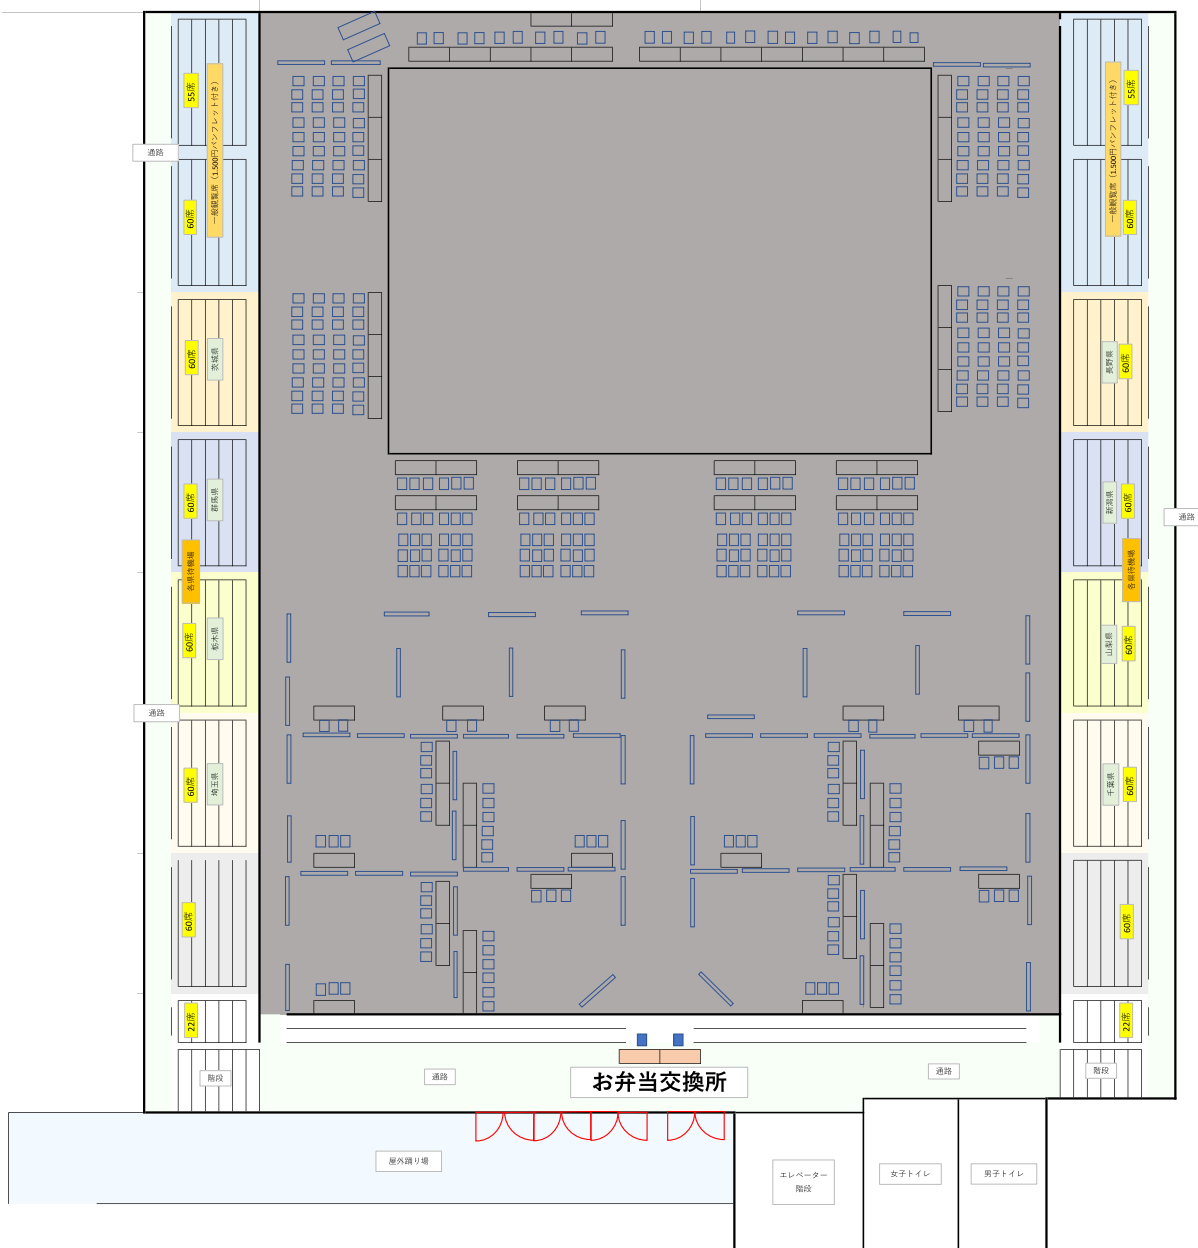 55席
一般観覧席（1,500円パンフレット付き）
通路
60席
60席
茨城県
60席
群馬県
各県待機場
60席
栃木県
通路
60席
埼玉県
60席
22席
階段
55席
一般観覧席（1,500円パンフレット付き）
60席
長野県
60席
新潟県
60席
通路
各県待機場
山梨県
60席
千葉県
60席
60席
22席
階段
通路
お弁当交換所
通路
屋外踊り場
エレベーター
階段
女子トイレ
男子トイレ